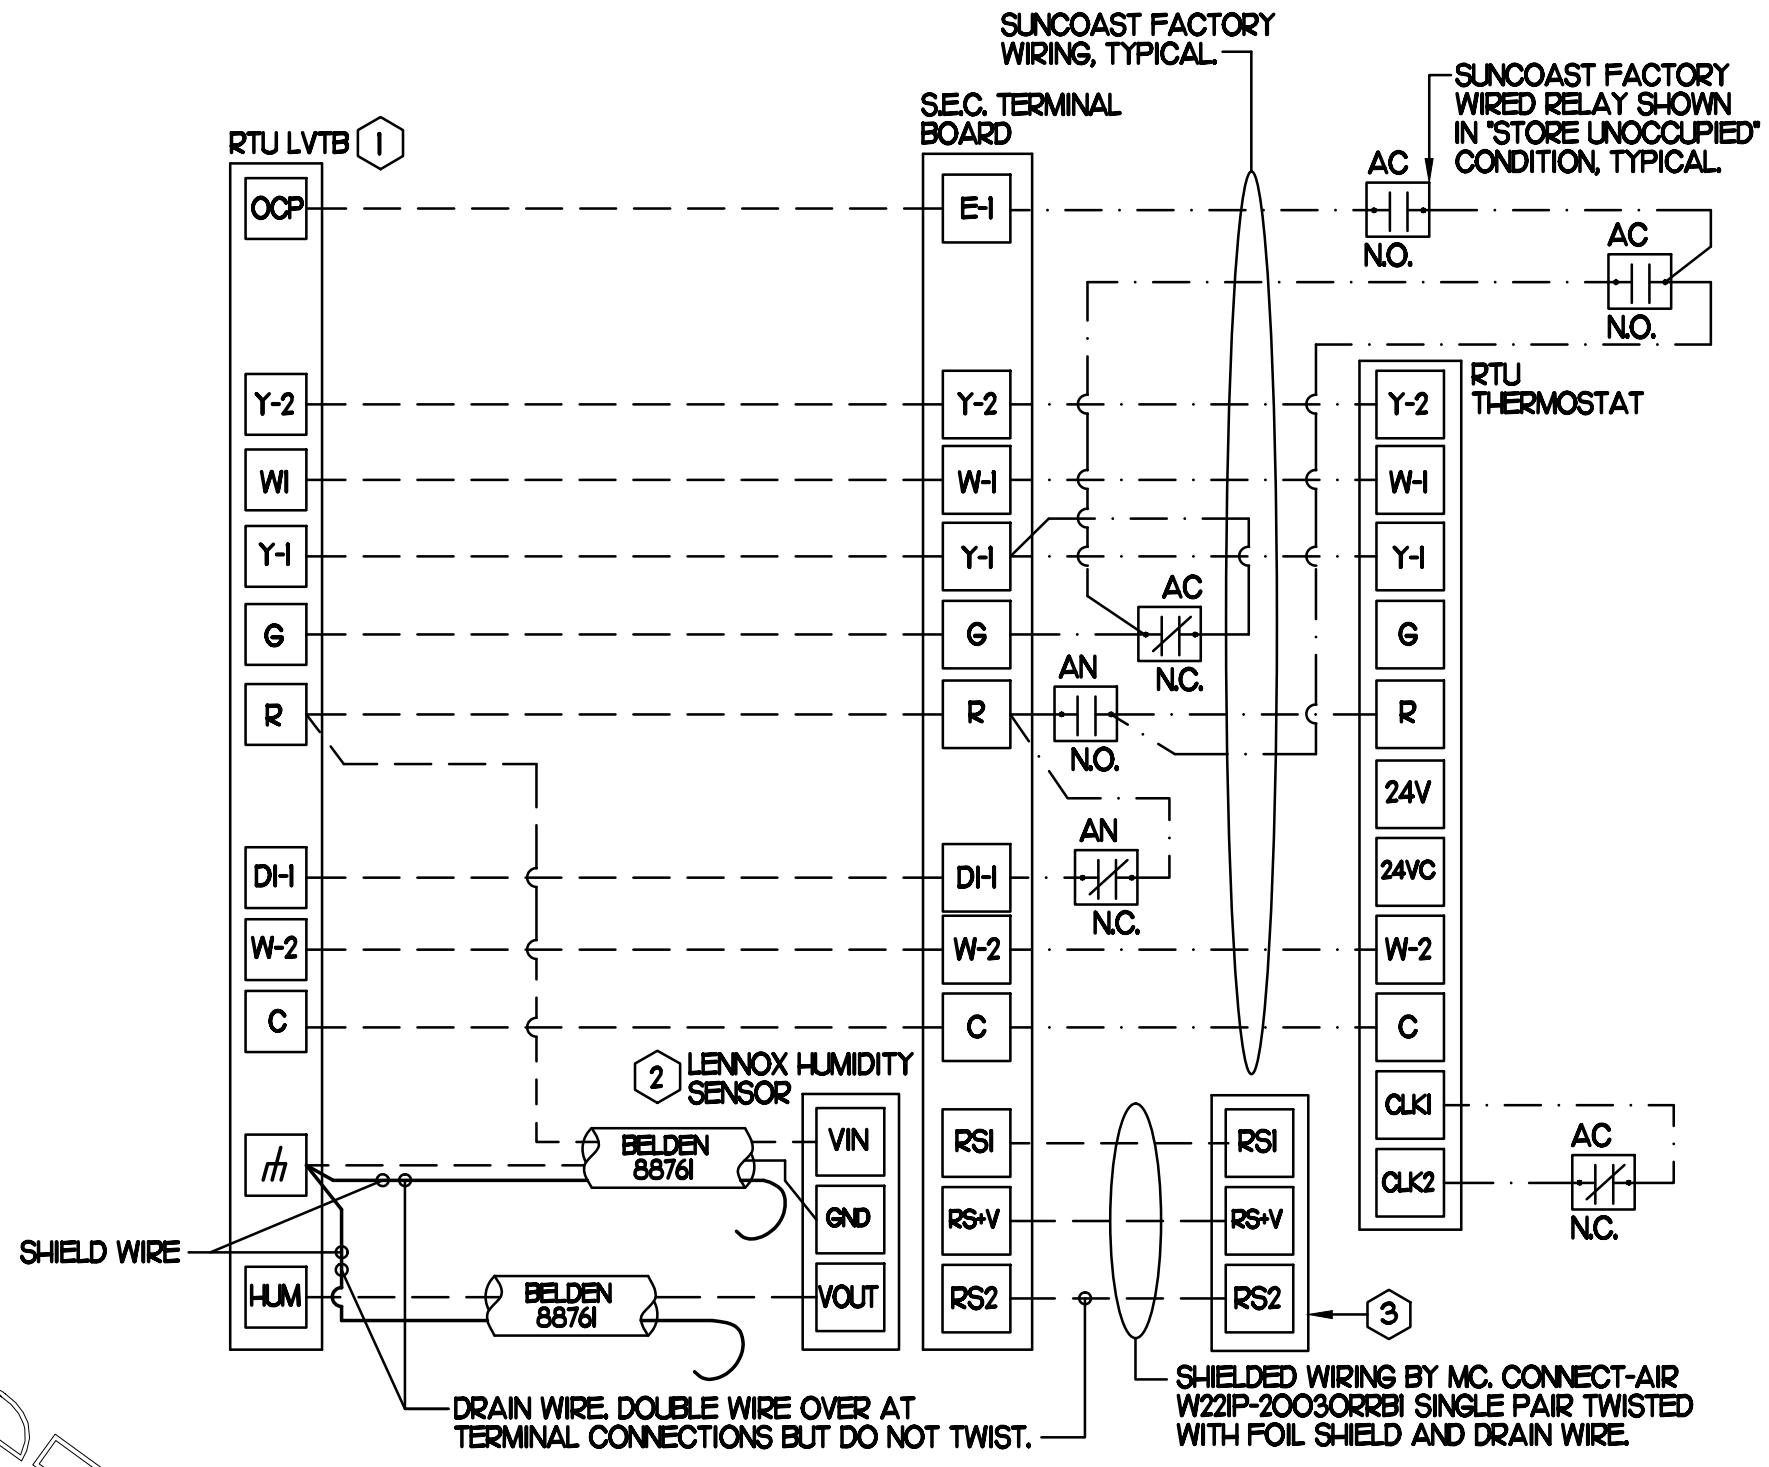 SUNCOAST FACTORY
WIRING, TYPICAL.
SUNCOAST FACTORY
WIRED RELAY SHOWN
IN "STORE UNOCCUPIED"
CONDITION, TYPICAL.
S.E.C. TERMINAL
BOARD
RTU LVTB
1
AC
N.O.
AC
N.O.
OCP
E-1
RTU
THERMOSTAT
Y-2
Y-2
Y-2
W1
W-1
W-1
Y-1
Y-1
Y-1
AC
N.C.
G
G
G
AN
N.O.
R
R
R
24V
AN
N.C.
24VC
DI-1
DI-1
W-2
W-2
W-2
C
C
C
2
LENNOX HUMIDITY
SENSOR
CLK1
AC
N.C.
CLK2
VIN
GND
VOUT
BELDEN
88761
RS1
RS1
RS+V
RS+V
RS2
RS2
SHIELD WIRE
HUM
BELDEN
88761
3
DRAIN WIRE. DOUBLE WIRE OVER AT
TERMINAL CONNECTIONS BUT DO NOT TWIST.
SHIELDED WIRING BY MC. CONNECT-AIR
W221P-20030RRB1 SINGLE PAIR TWISTED
WITH FOIL SHIELD AND DRAIN WIRE.